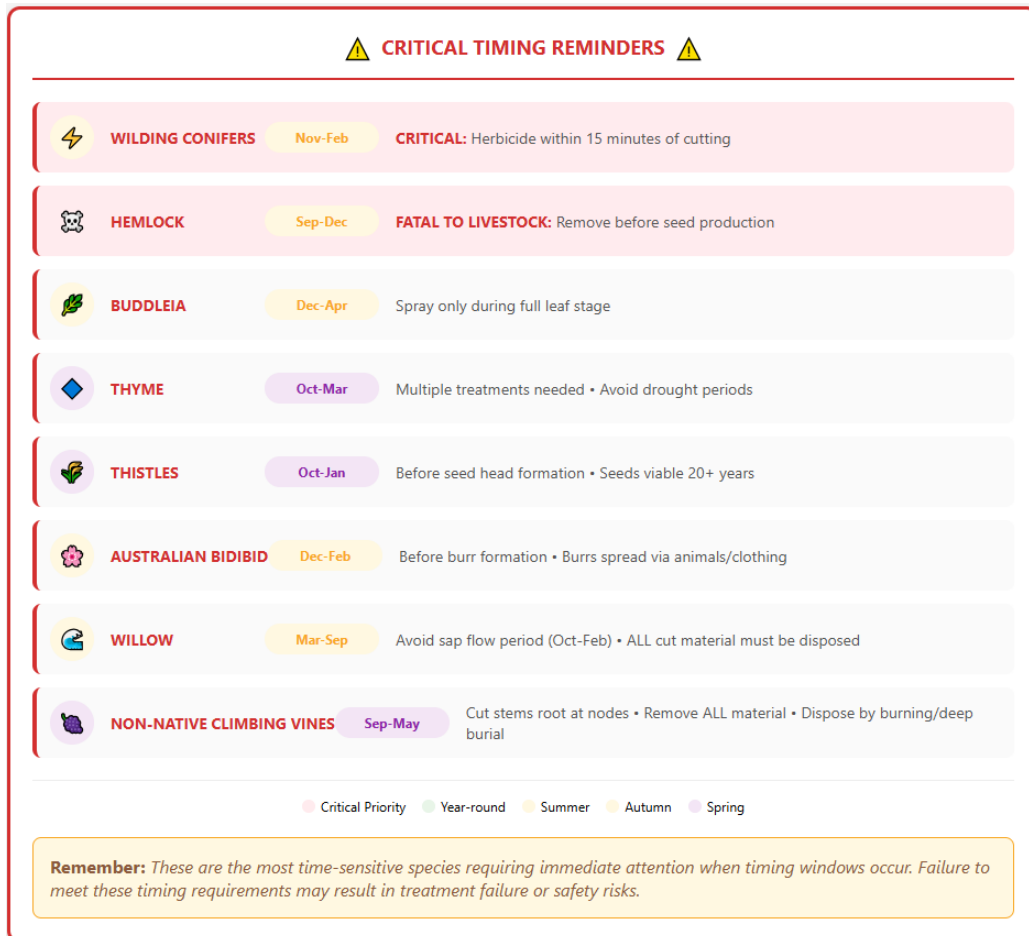 CRITICAL TIMING REMINDERS
WILDING CONIFERS Nov-Feb CRITICAL: Herbicide within 15 minutes of cutting
HEMLOCK Sep-Dec FATAL TO LIVESTOCK: Remove before seed production
BUDDLEIA Dec-Apr Spray only during full leaf stage
THYME Oct-Mar Multiple treatments needed • Avoid drought periods
THISTLES Oct-Jan Before seed head formation • Seeds viable 20+ years
AUSTRALIAN BIDIBID Dec-Feb Before burr formation • Burrs spread via animals/clothing
WILLOW Mar-Sep Avoid sap flow period (Oct-Feb) • ALL cut material must be disposed
NON-NATIVE CLIMBING VINES Sep-May Cut stems root at nodes • Remove ALL material • Dispose by burning/deep
burial
Critical Priority Year-round Summer Autumn Spring
Remember: These are the most time-sensitive species requiring immediate attention when timing windows occur. Failure to
meet these timing requirements may result in treatment failure or safety risks.